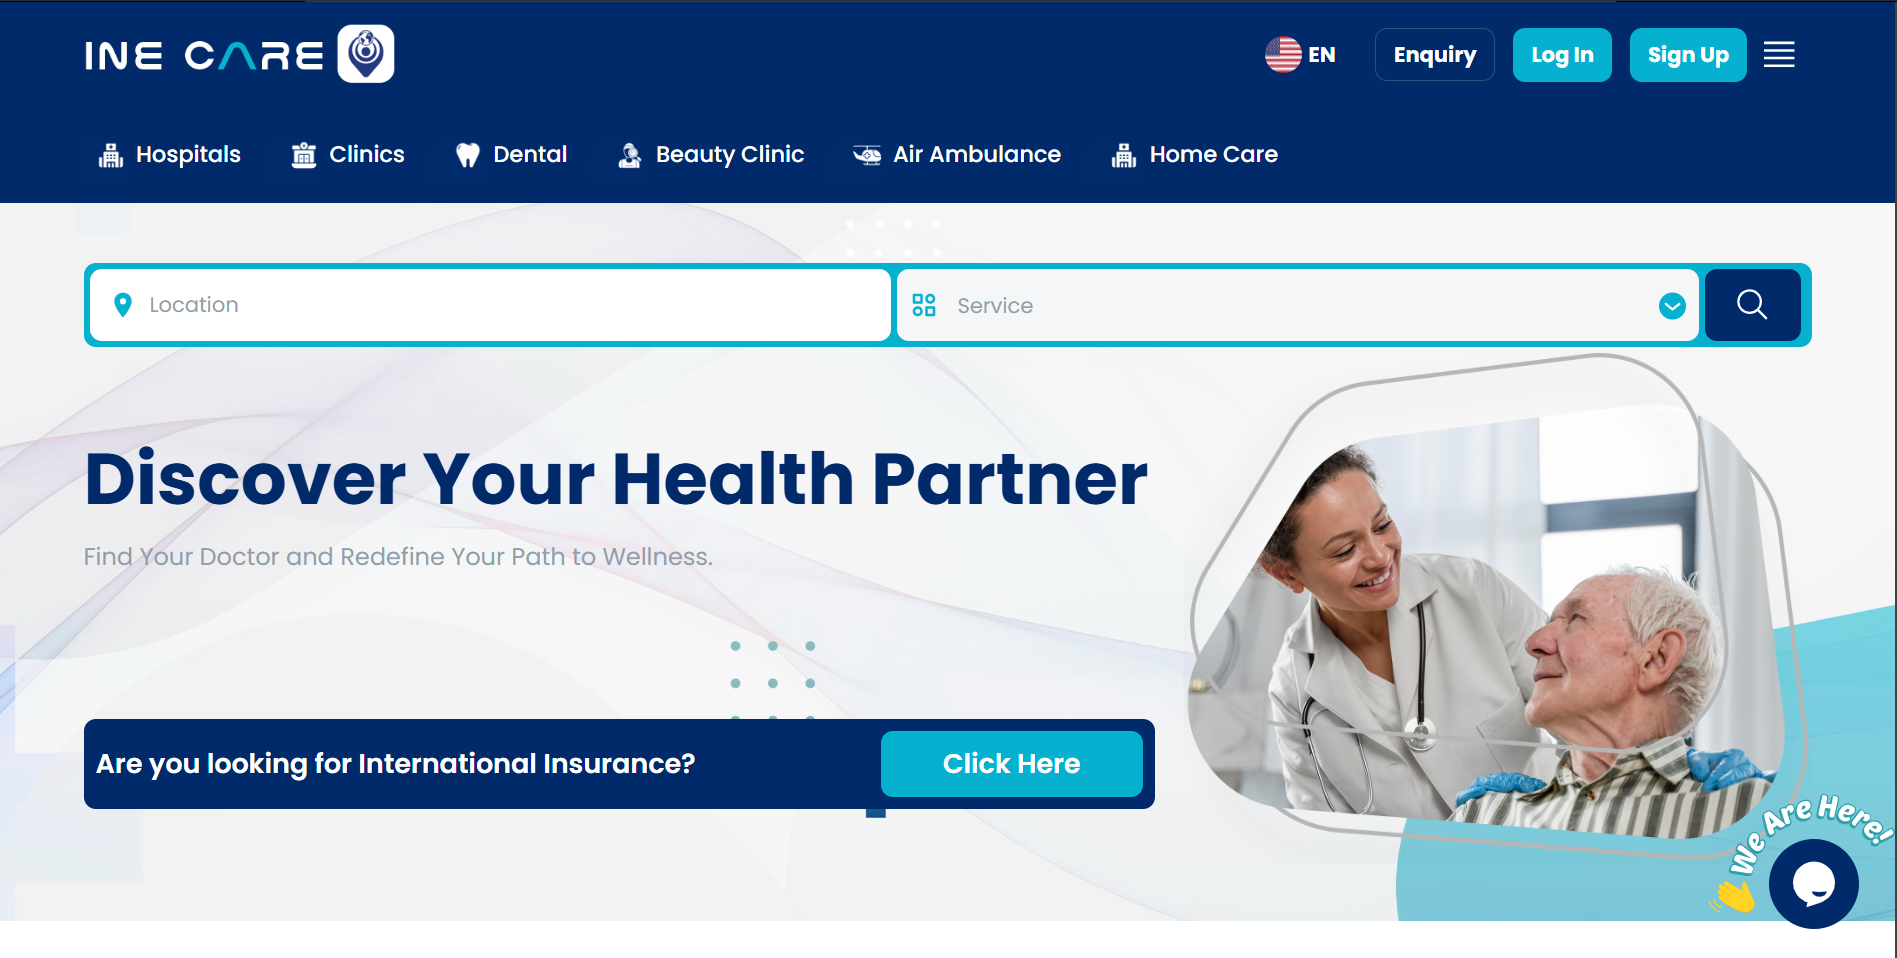 INE CARE
EN
Enquiry
Log In
Sign Up
Hospitals
Clinics
Dental
Beauty Clinic
Air Ambulance
Home Care
Location
Service
Discover Your Health Partner
Find Your Doctor and Redefine Your Path to Wellness.
Are you looking for International Insurance?
Click Here
We Are Here!